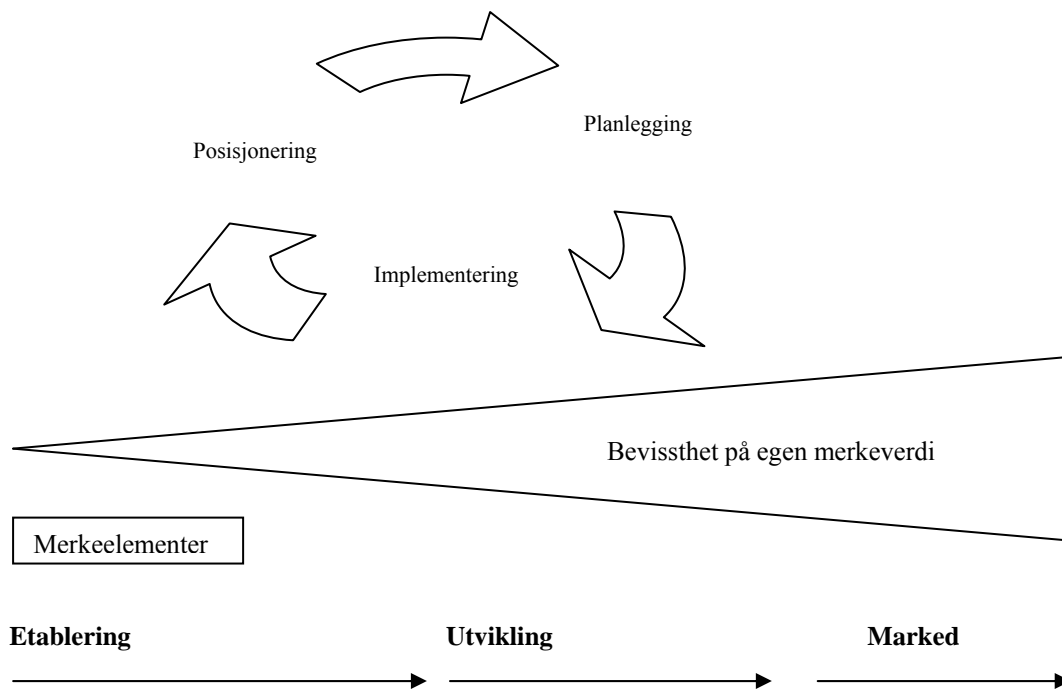 Planlegging
Posisjonering
Implementering
Bevissthet på egen merkeverdi
Merkeelementer
Etablering Utvikling Marked